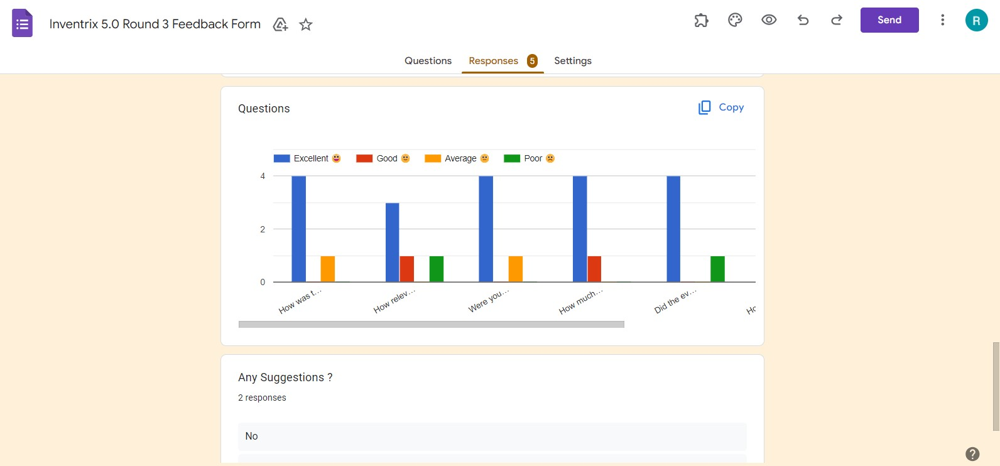 Inventrix 5.0 Round 3 Feedback Form
Send
R
Questions
Responses 5
Settings
Questions
Copy
Excellent 😃 Good 🙂 Average 😐 Poor ☹️
4
2
0
How was t...
How relev...
Were you...
How much...
Did the ev...
Any Suggestions ?
2 responses
No